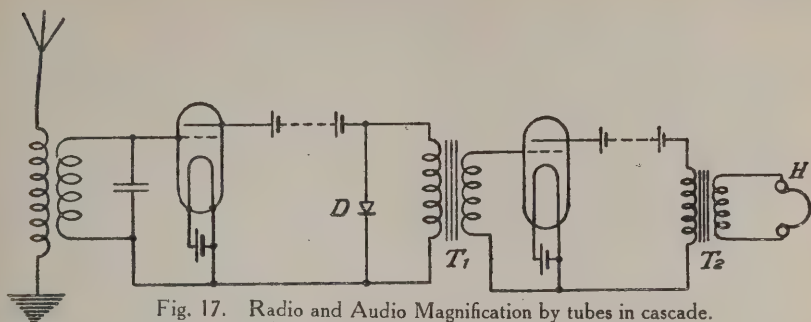 D
T1
T2
H
Fig. 17. Radio and Audio Magnification by tubes in cascade.